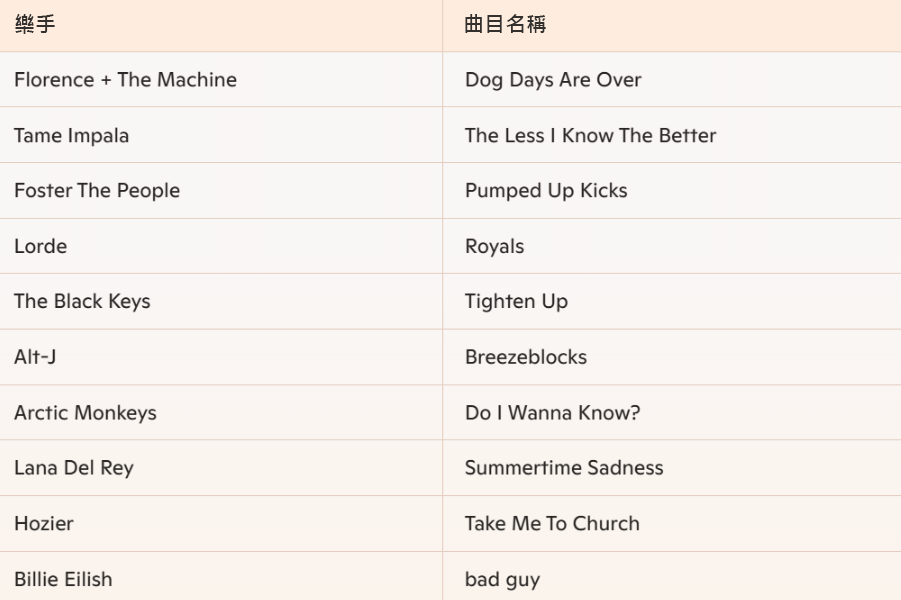 樂手 曲目名稱
Florence + The Machine Dog Days Are Over
Tame Impala The Less I Know The Better
Foster The People Pumped Up Kicks
Lorde Royals
The Black Keys Tighten Up
Alt-J Breezeblocks
Arctic Monkeys Do I Wanna Know?
Lana Del Rey Summertime Sadness
Hozier Take Me To Church
Billie Eilish bad guy